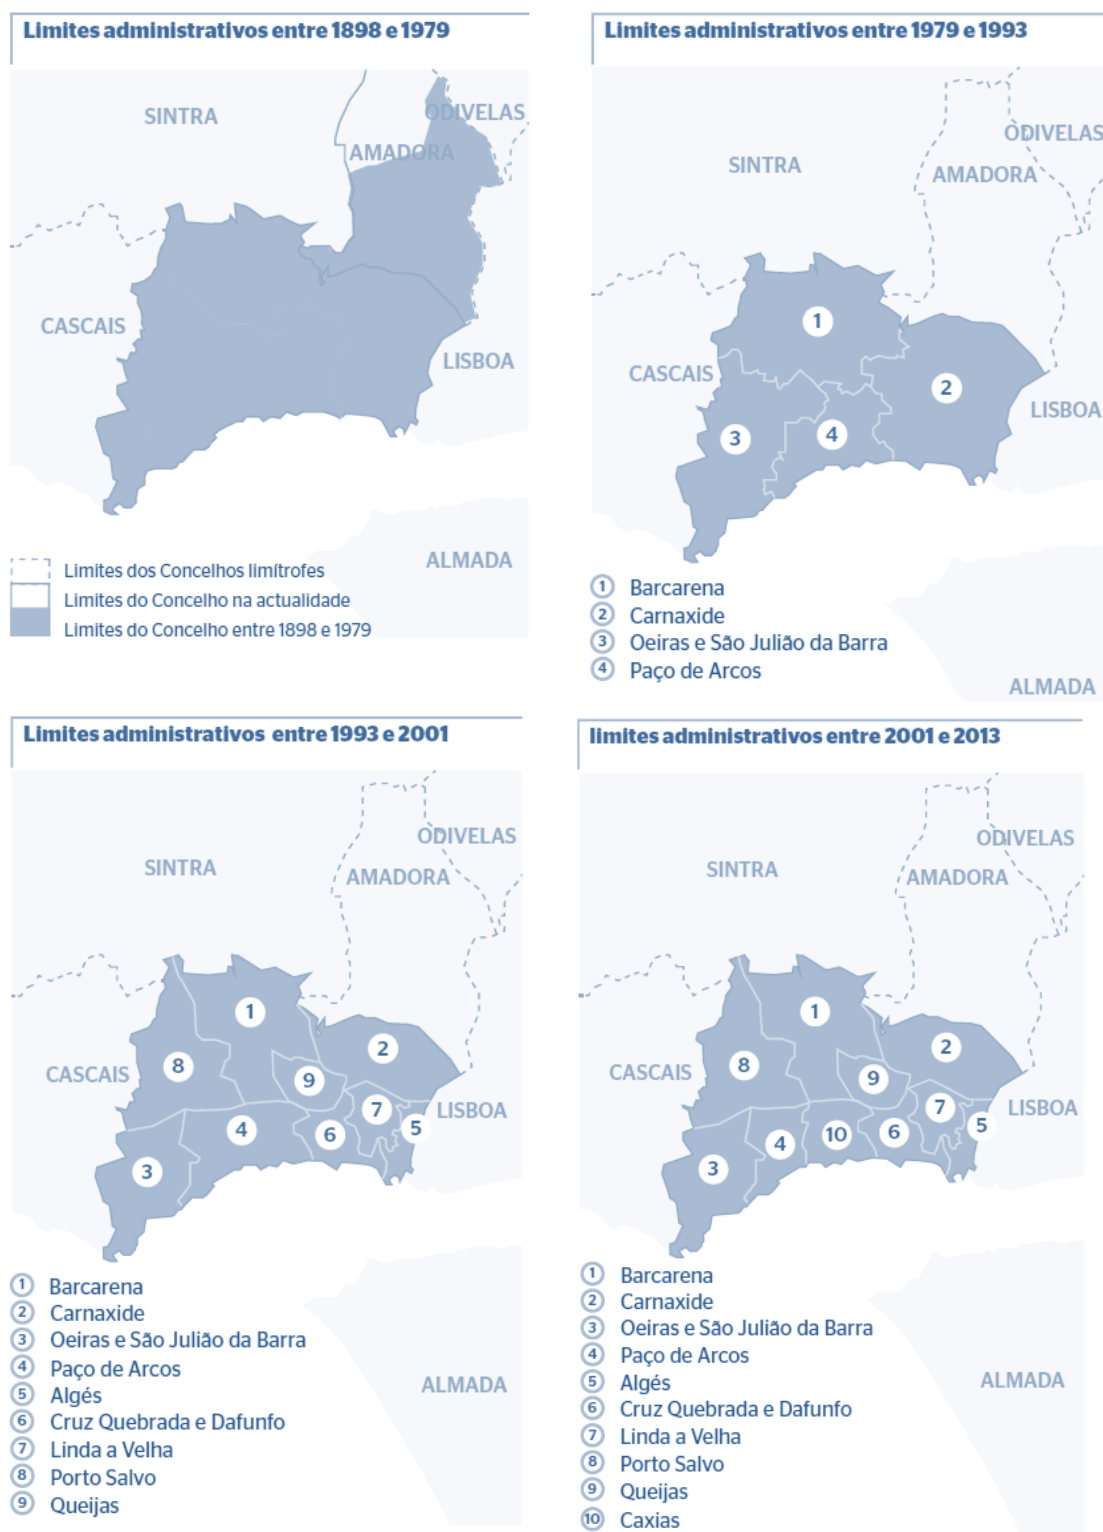 Limites administrativos entre 1898 e 1979
SINTRA
ODIVELAS
AMADORA
CASCAIS
LISBOA
ALMADA
Limites dos Concelhos limítrofes
Limites do Concelho na actualidade
Limites do Concelho entre 1898 e 1979
Limites administrativos entre 1979 e 1993
ODIVELAS
SINTRA
AMADORA
1
CASCAIS
2
LISBOA
3
4
1 Barcarena
2 Carnaxide
3 Oeiras e São Julião da Barra
4 Paço de Arcos
ALMADA
Limites administrativos entre 1993 e 2001
ODIVELAS
SINTRA
AMADORA
1
2
8
CASCAIS
9
7
LISBOA
4
6
5
3
1 Barcarena
2 Carnaxide
3 Oeiras e São Julião da Barra
4 Paço de Arcos
5 Algés
6 Cruz Quebrada e Dafunfo
7 Linda a Velha
8 Porto Salvo
9 Queijas
ALMADA
limites administrativos entre 2001 e 2013
ODIVELAS
SINTRA
AMADORA
1
2
8
CASCAIS
9
7
LISBOA
4
10
6
5
3
1 Barcarena
2 Carnaxide
3 Oeiras e São Julião da Barra
4 Paço de Arcos
5 Algés
6 Cruz Quebrada e Dafunfo
7 Linda a Velha
8 Porto Salvo
9 Queijas
10 Caxias
ALMADA